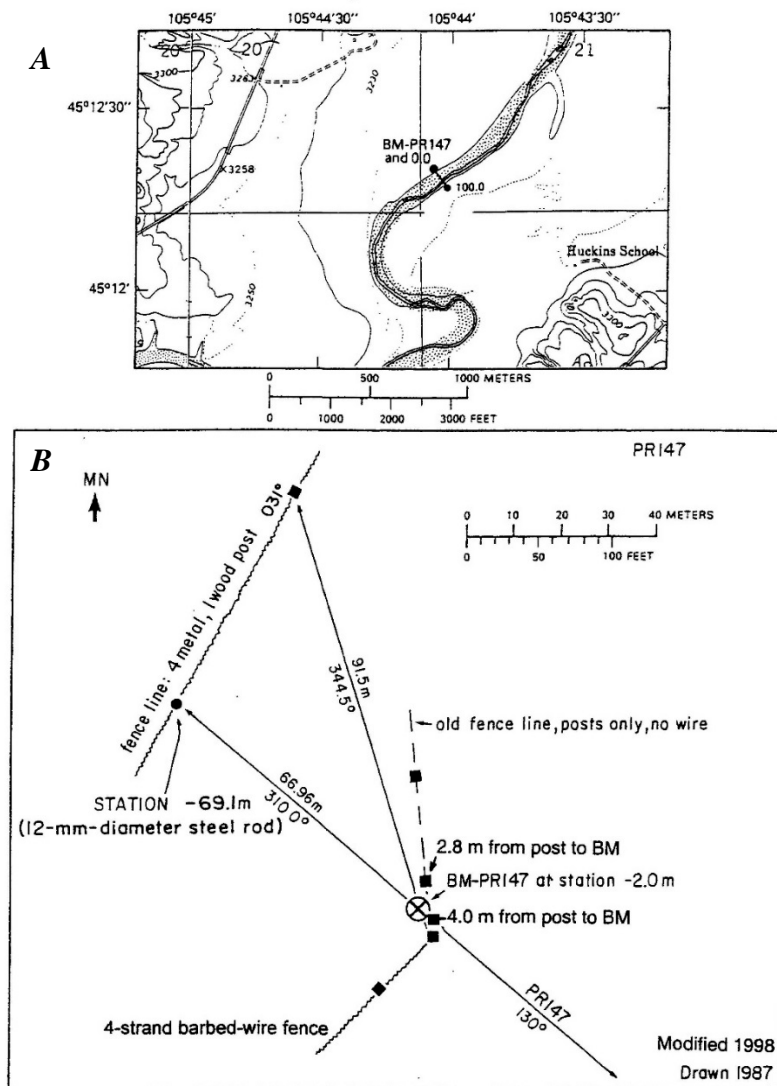 105°45' 105°44'30" 105°44' 105°43'30"
A
20 20 21
3300
3263
3230
45°12'30"
BM-PR147
and 0.0
×3258
100.0
Huckins School
45°12'
3250
3300
0 500 1000 METERS
0 1000 2000 3000 FEET
B
PR147
MN
031°
0 10 20 30 40 METERS
0 50 100 FEET
fence line: 4 metal, 1 wood post
91.5m
344.5°
old fence line, posts only, no wire
66.96m
310.0°
STATION -69.1m
(12-mm-diameter steel rod)
2.8 m from post to BM
BM-PR147 at station -2.0 m
4.0 m from post to BM
PR147
130°
4-strand barbed-wire fence
Modified 1998
Drawn 1987